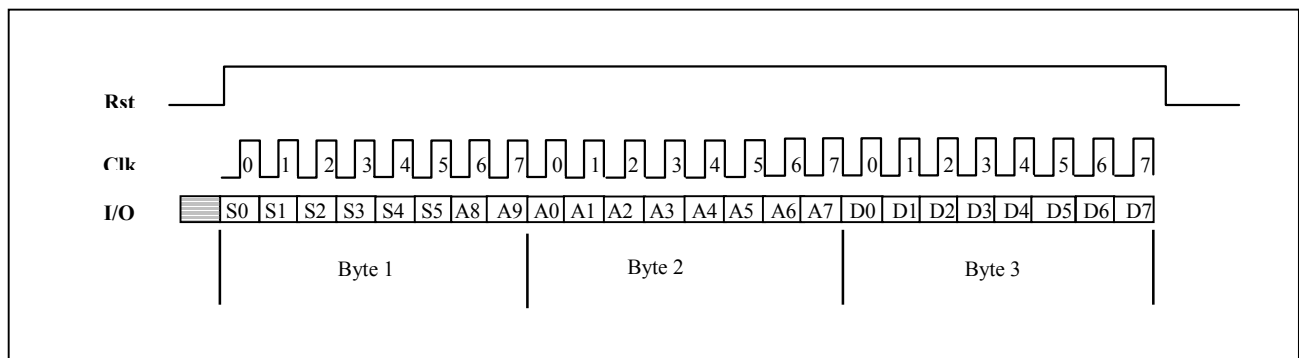 Rst
Clk 0 1 2 3 4 5 6 7 0 1 2 3 4 5 6 7 0 1 2 3 4 5 6 7
I/O S0 S1 S2 S3 S4 S5 A8 A9 A0 A1 A2 A3 A4 A5 A6 A7 D0 D1 D2 D3 D4 D5 D6 D7
Byte 1 Byte 2 Byte 3